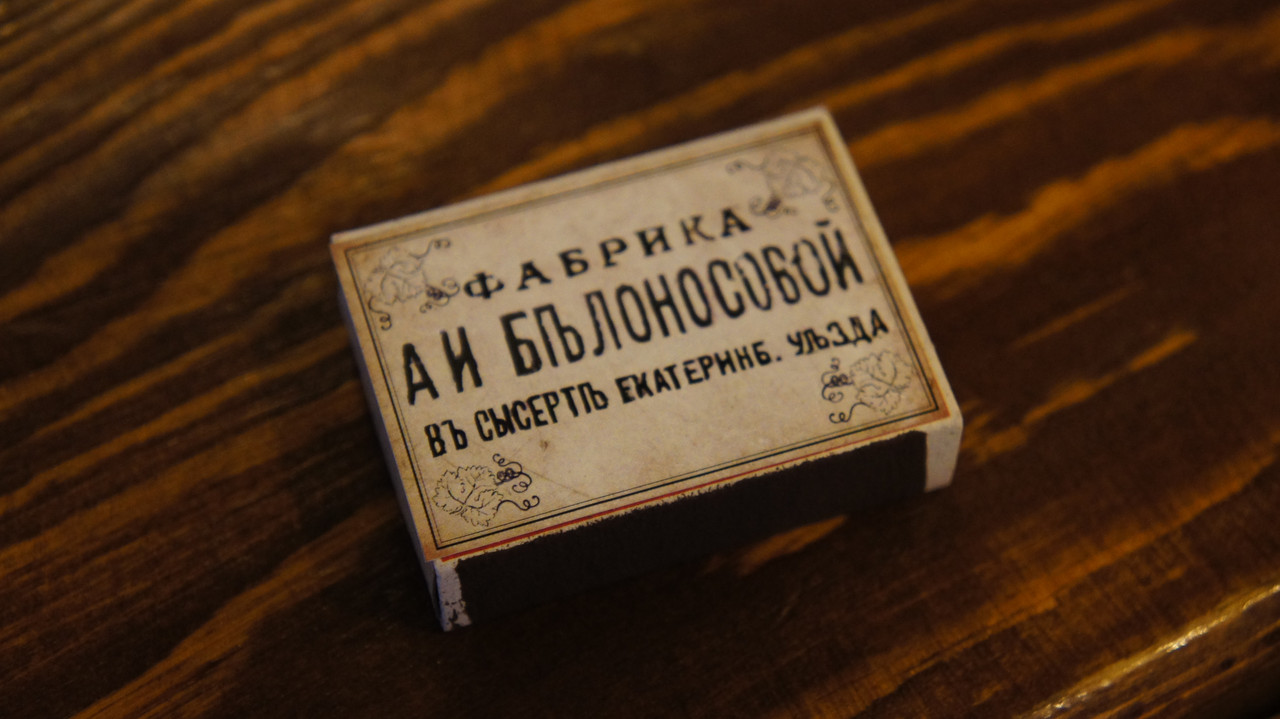 ФАБРИКА
А И БѢЛОНОСОВОЙ
ВЪ СЫСЕРТѢ ЕКАТЕРИНБ. УѢЗДА